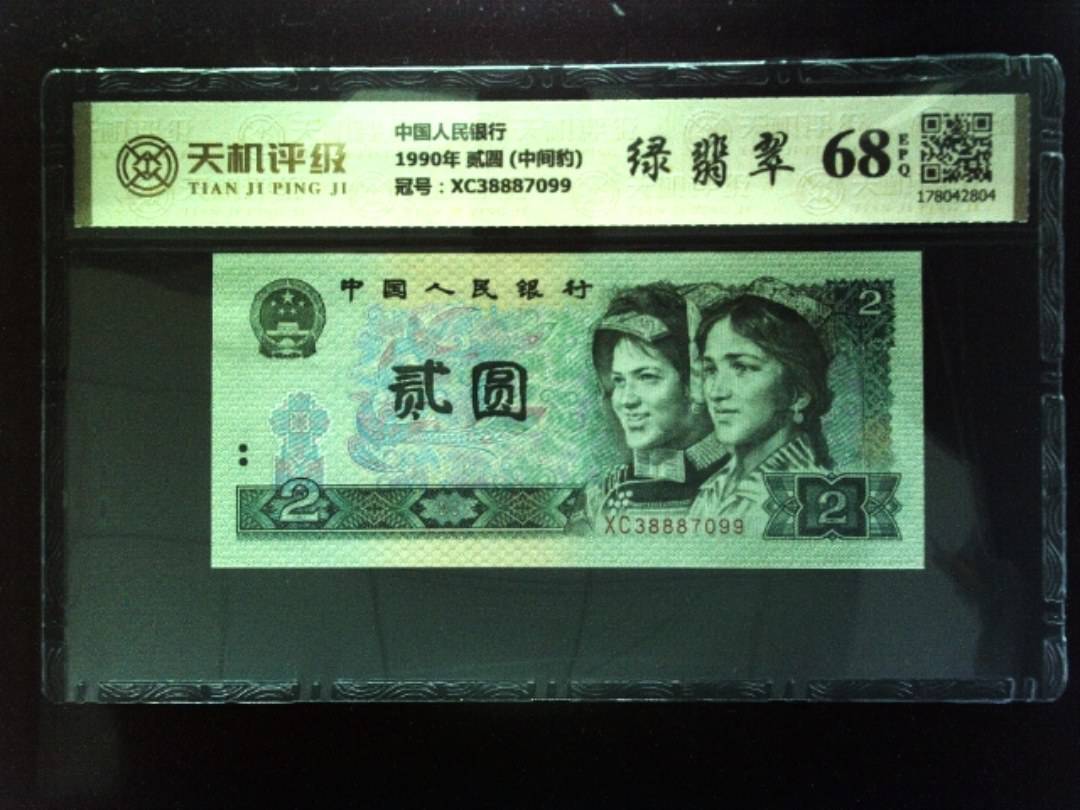 天机评级
TIAN JI PING JI
中国人民银行
1990年 贰圆 (中间豹)
冠号：XC38887099
绿翡翠
68
EPQ
178042804
中国人民银行
2
贰圆
2
XC38887099
2